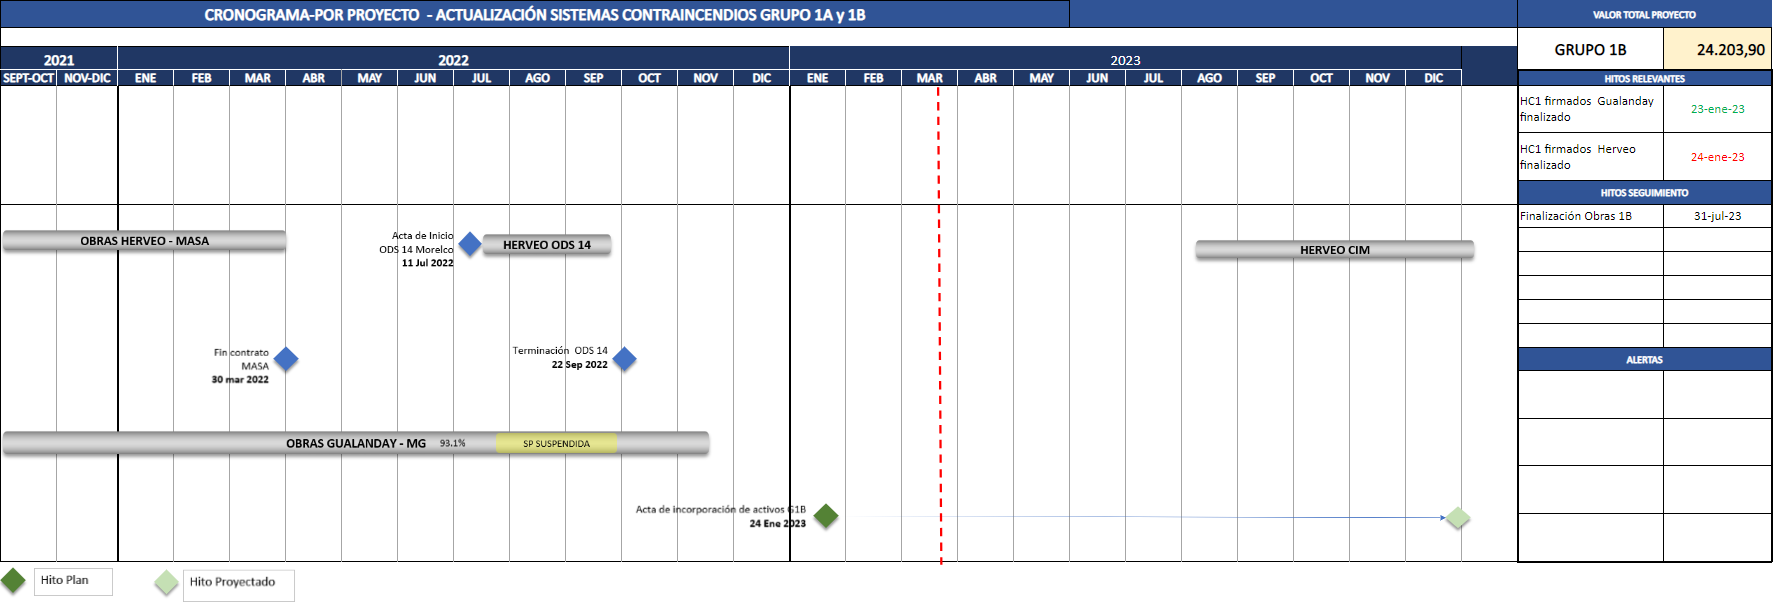 CRONOGRAMA-POR PROYECTO - ACTUALIZACIÓN SISTEMAS CONTRAINCENDIOS GRUPO 1A y 1B
VALOR TOTAL PROYECTO
GRUPO 1B 24.203,90
2021 2022 2023
SEPT-OCT NOV-DIC ENE FEB MAR ABR MAY JUN JUL AGO SEP OCT NOV DIC ENE FEB MAR ABR MAY JUN JUL AGO SEP OCT NOV DIC
HITOS RELEVANTES
HC1 firmados Gualanday
finalizado
23-ene-23
HC1 firmados Herveo
finalizado
24-ene-23
HITOS SEGUIMIENTO
Finalización Obras 1B 31-jul-23
ALERTAS
OBRAS HERVEO - MASA
Acta de Inicio
ODS 14 Morelco
11 Jul 2022
HERVEO ODS 14
HERVEO CIM
Fin contrato
MASA
30 mar 2022
Terminación ODS 14
22 Sep 2022
OBRAS GUALANDAY - MG 93.1% SP SUSPENDIDA
Acta de incorporación de activos G1B
24 Ene 2023
Hito Plan
Hito Proyectado